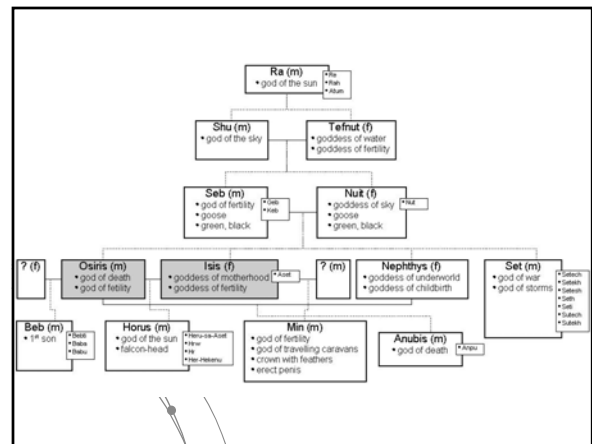 Ra (m)
• god of the sun
• Re
• Rah
• Atum
Shu (m)
• god of the sky
Tefnut (f)
• goddess of water
• goddess of fertility
Seb (m)
• god of fertility
• goose
• green, black
• Geb
• Keb
Nuit (f)
• goddess of sky
• goose
• green, black
• Nut
? (f)
Osiris (m)
• god of death
• god of fetility
Isis (f)
• goddess of motherhood
• goddess of fertility
• Aset
? (m)
Nephthys (f)
• goddess of underworld
• goddess of childbirth
Set (m)
• god of war
• god of storms
• Setech
• Setekh
• Setesh
• Seth
• Seti
• Sutech
• Sutekh
Beb (m)
• 1st son
• Bebti
• Baba
• Babu
Horus (m)
• god of the sun
• falcon-head
• Heru-sa-Aset
• Hrw
• Hr
• Her-Hekenu
Min (m)
• god of fertility
• god of travelling caravans
• crown with feathers
• erect penis
Anubis (m)
• god of death
• Anpu